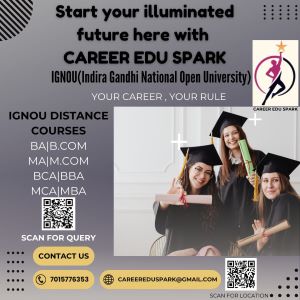 Start your illuminated
future here with
CAREER EDU SPARK
IGNOU(Indira Gandhi National Open University)
YOUR CAREER , YOUR RULE
CAREER EDU SPARK
IGNOU DISTANCE
COURSES
BA|B.COM
MA|M.COM
BCA|BBA
MCA|MBA
SCAN FOR QUERY
CONTACT US
7015776353
CAREEREDUSPARK@GMAIL.COM
SCAN FOR LOCATION